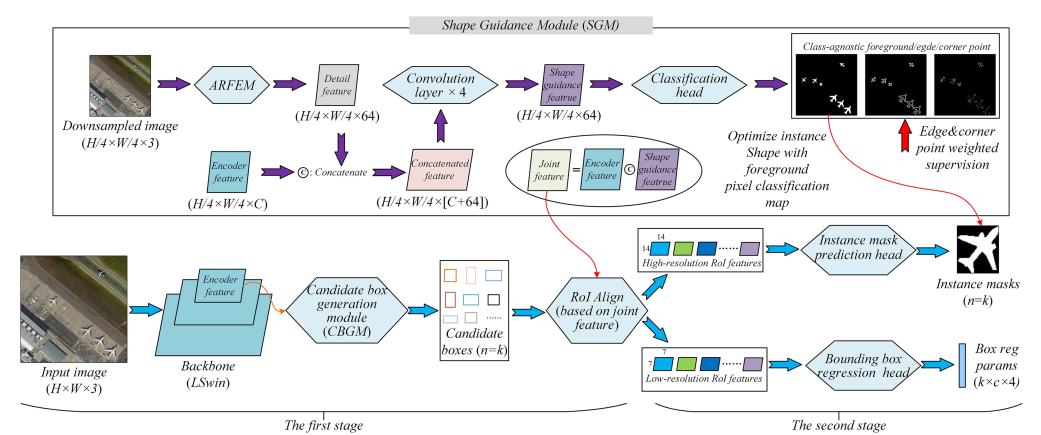 Shape Guidance Module (SGM)
Class-agnostic foreground/egde/corner point
ARFEM
Detail
feature
Convolution
layer × 4
Shape
guidance
featrue
Classification
head
Downsampled image
(H/4×W/4×3)
(H/4×W/4×64)
(H/4×W/4×64)
Encoder
feature
(H/4×W/4×C)
©: Concatenate
Concatenated
feature
(H/4×W/4×[C+64])
Joint
feature
=
Encoder
feature
©
Shape
guidance
featrue
Optimize instance
Shape with
foreground
pixel classification
map
Edge&corner
point weighted
supervision
Input image
(H×W×3)
Encoder
feature
Backbone
(LSwin)
Candidate box
generation
module
(CBGM)
......
Candidate
boxes (n=k)
RoI Align
(based on joint
feature)
14
14
......
High-resolution RoI features
Instance mask
prediction head
Instance masks
(n=k)
7
7
......
Low-resolution RoI features
Bounding box
regression head
Box reg
params
(k×c×4)
The first stage
The second stage